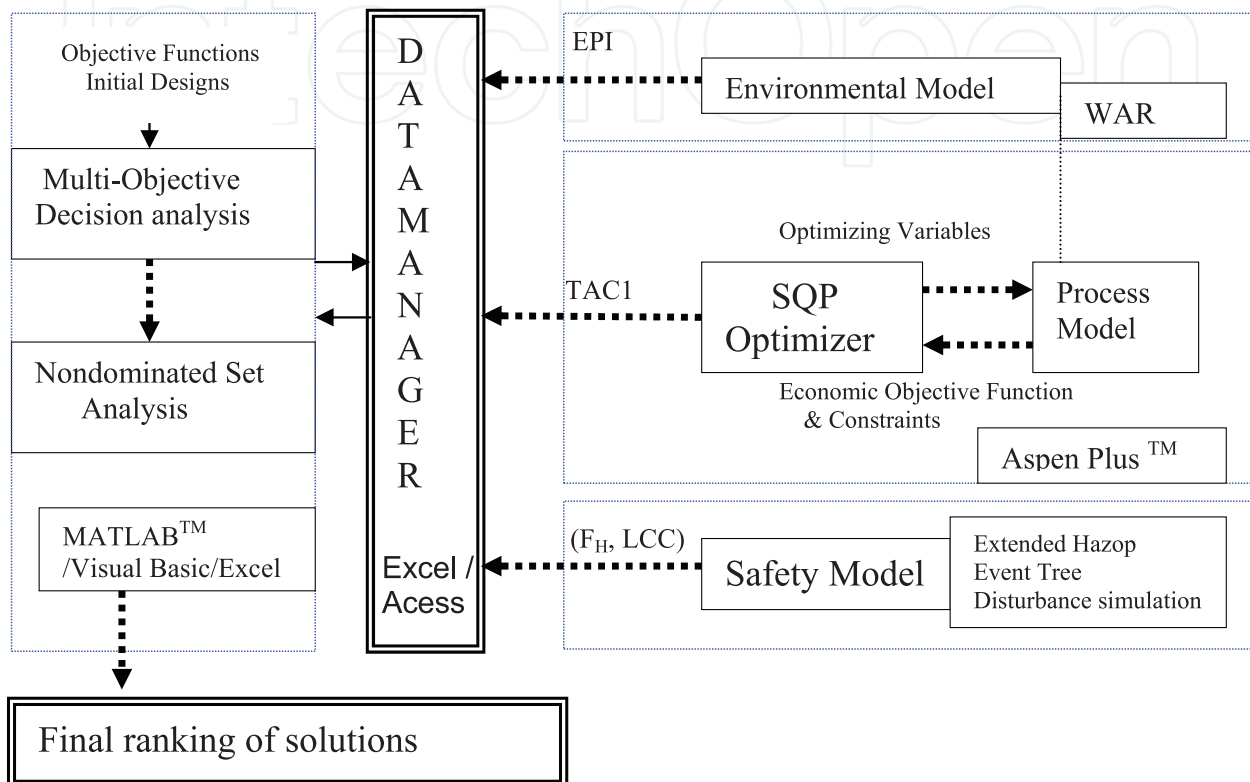 IntechOpen
Objective Functions
Initial Designs
Multi-Objective
Decision analysis
Nondominated Set
Analysis
MATLAB™
/Visual Basic/Excel
Final ranking of solutions
D
A
T
A
M
A
N
A
G
E
R
Excel /
Acess
EPI
Environmental Model
WAR
Optimizing Variables
TAC1
SQP
Optimizer
Process
Model
Economic Objective Function
& Constraints
Aspen Plus ™
(FH, LCC)
Safety Model
Extended Hazop
Event Tree
Disturbance simulation